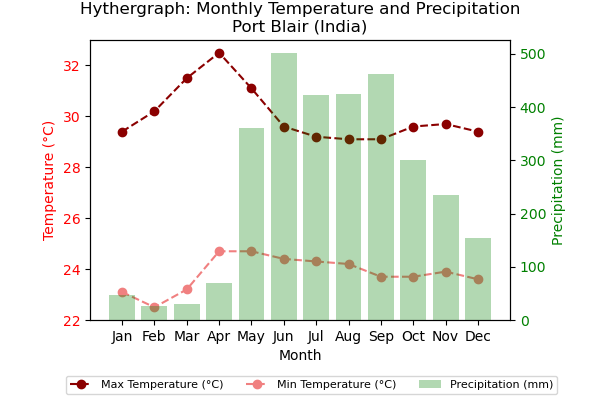 Hythergraph: Monthly Temperature and Precipitation
Port Blair (India)
Temperature (°C)
32
30
28
26
24
22
Precipitation (mm)
500
400
300
200
100
0
Jan Feb Mar Apr May Jun Jul Aug Sep Oct Nov Dec
Month
Max Temperature (°C) Min Temperature (°C) Precipitation (mm)